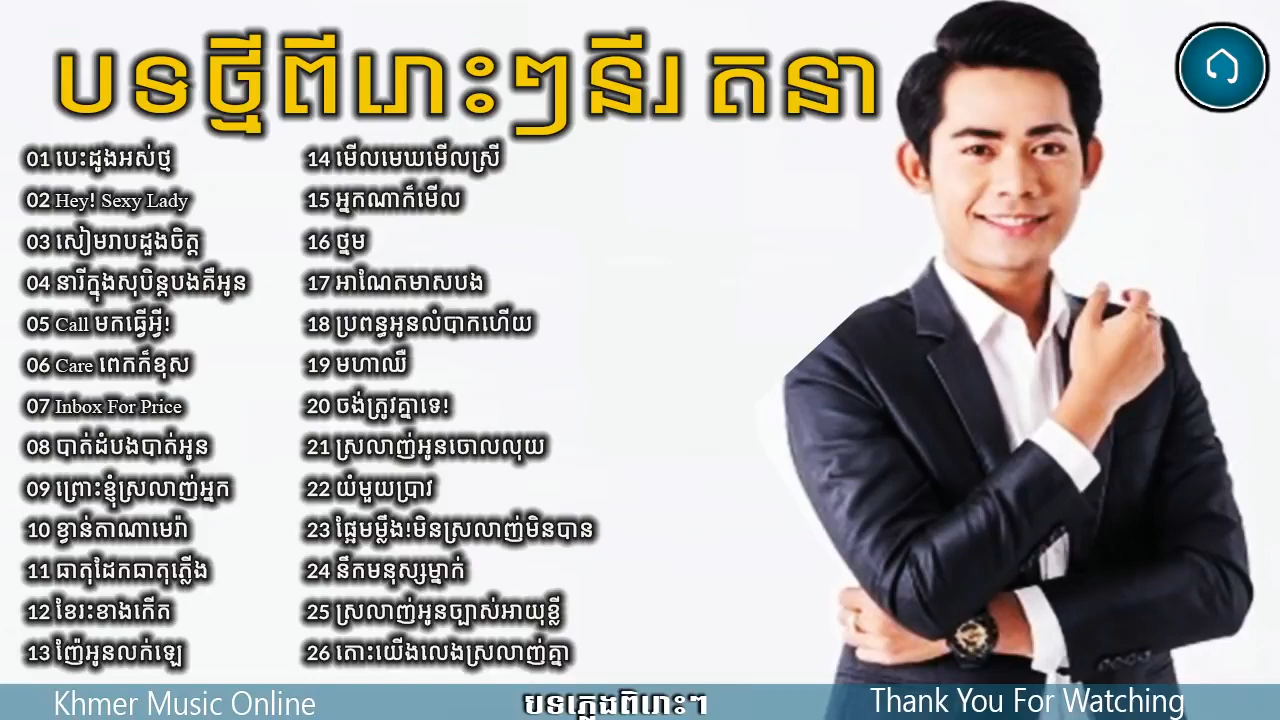 បទថ្មីពីរោះៗនីរ តនា
01 បេះដូងអស់ថ្ម
02 Hey! Sexy Lady
03 សៀមរាបដួងចិត្ត
04 នារីក្នុងសុបិន្តបងគឺអូន
05 Call មកធ្វើអ្វី!
06 Care ពេកក៏ខុស
07 Inbox For Price
08 បាត់ដំបងបាត់អូន
09 ព្រោះខ្ញុំស្រលាញ់អ្នក
10 ខ្វាន់តាណាមេរ៉ា
11 ធាតុដែកធាតុភ្លើង
12 ខែរះខាងកើត
13 ញ៉ែអូនលក់ឡេ
14 មើលមេឃមើលស្រី
15 អ្នកណាក៏មើល
16 ថ្នម
17 អាណែតមាសបង
18 ប្រពន្ធអូនលំបាកហើយ
19 មហាឈឺ
20 ចង់ត្រូវគ្នាទេ!
21 ស្រលាញ់អូនចោលលុយ
22 យំមួយប្រាវ
23 ផ្អែមម្លឹង!មិនស្រលាញ់មិនបាន
24 នឹកមនុស្សម្នាក់
25 ស្រលាញ់អូនច្បាស់អាយុខ្លី
26 តោះយើងលេងស្រលាញ់គ្នា
Khmer Music Online
បទភ្លេងពិរោះៗ
Thank You For Watching